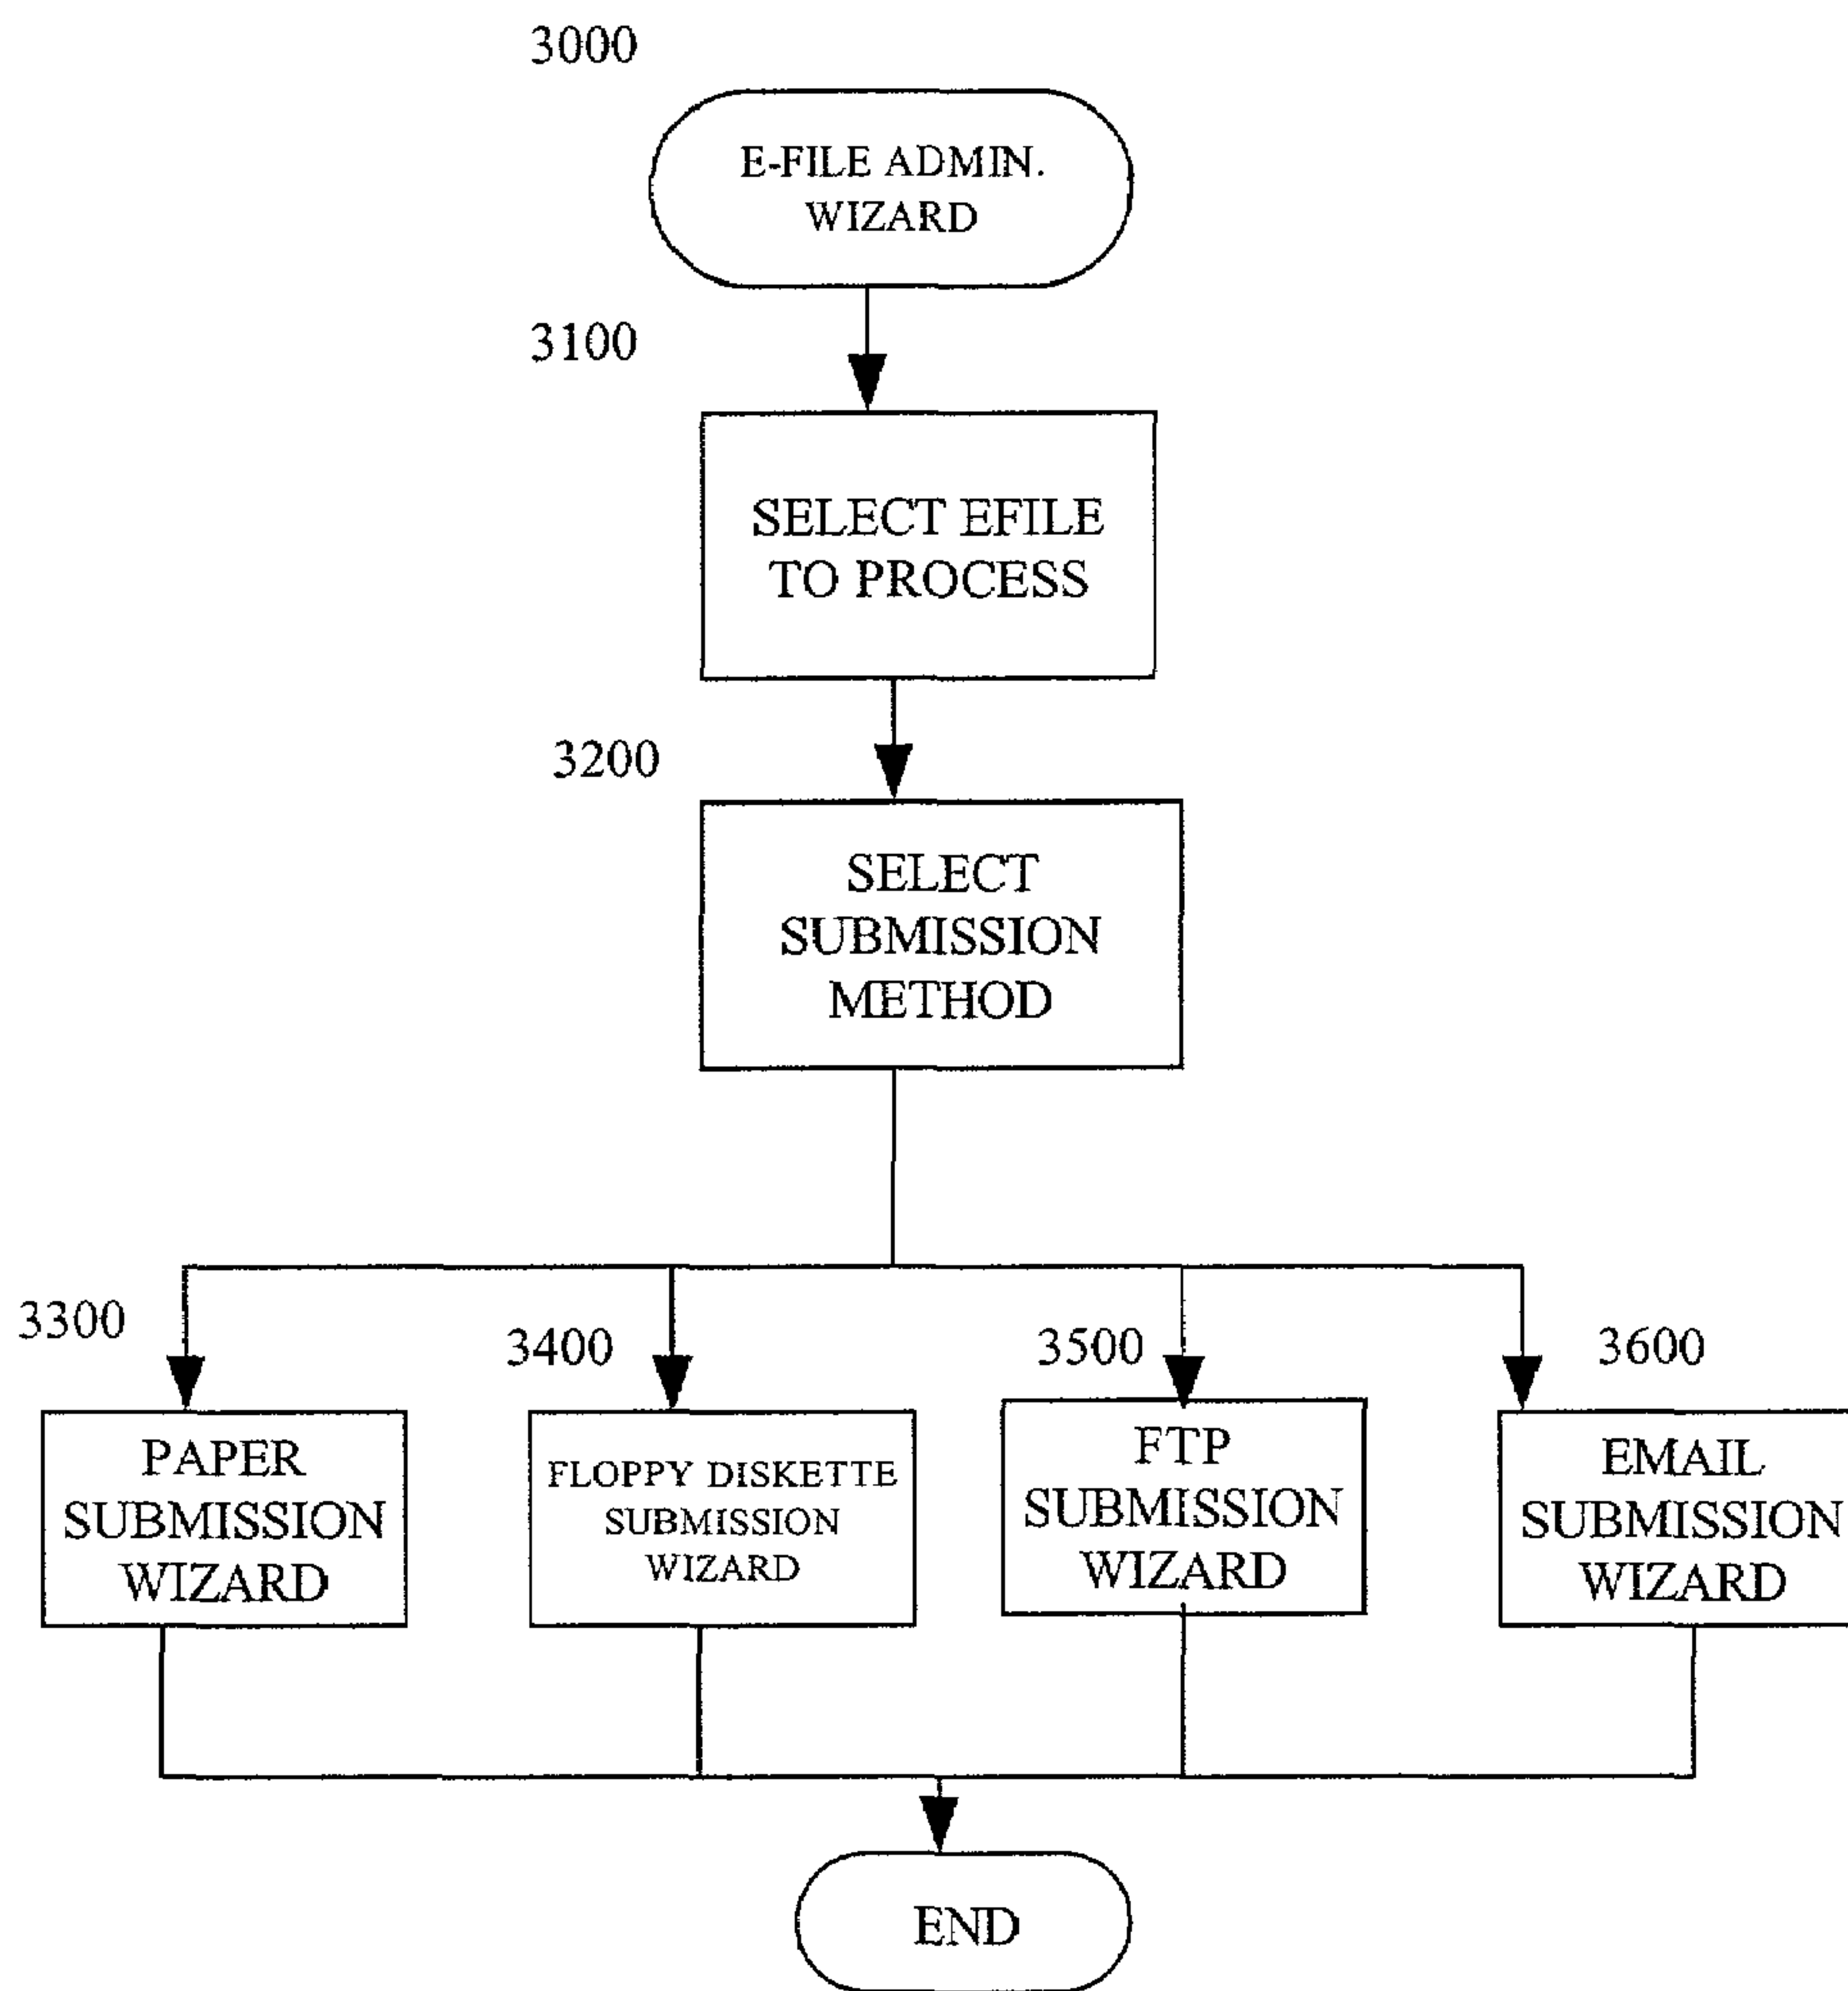 3000
E-FILE ADMIN.
WIZARD
3100
SELECT EFILE
TO PROCESS
3200
SELECT
SUBMISSION
METHOD
3300
PAPER
SUBMISSION
WIZARD
3400
FLOPPY DISKETTE
SUBMISSION
WIZARD
3500
FTP
SUBMISSION
WIZARD
3600
EMAIL
SUBMISSION
WIZARD
END